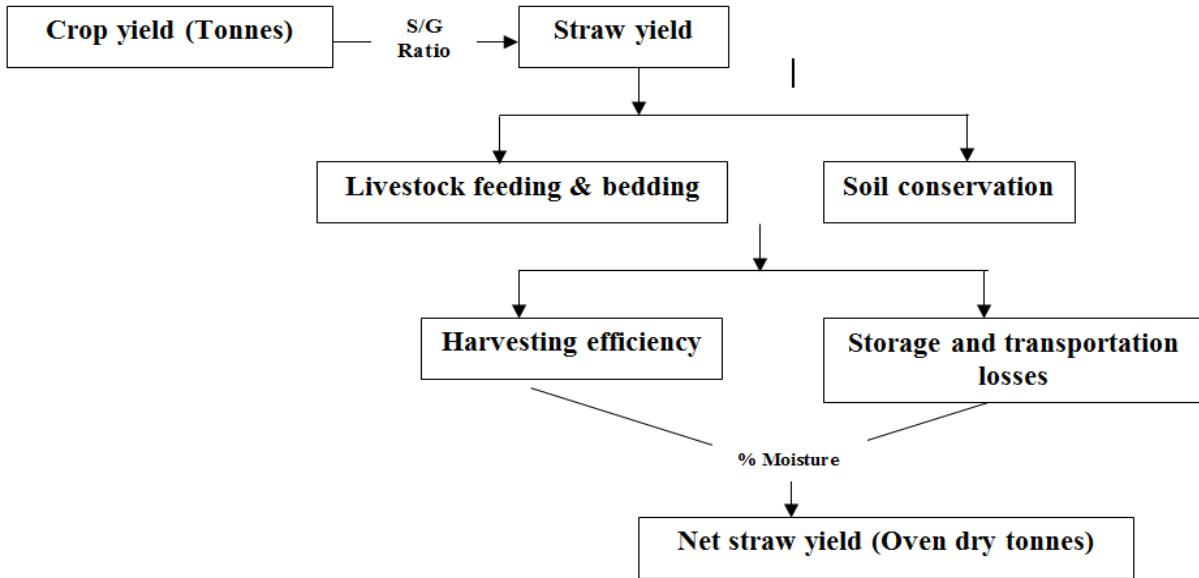 Crop yield (Tonnes)
S/G
Ratio
Straw yield
Livestock feeding & bedding
Soil conservation
Harvesting efficiency
Storage and transportation
losses
% Moisture
Net straw yield (Oven dry tonnes)